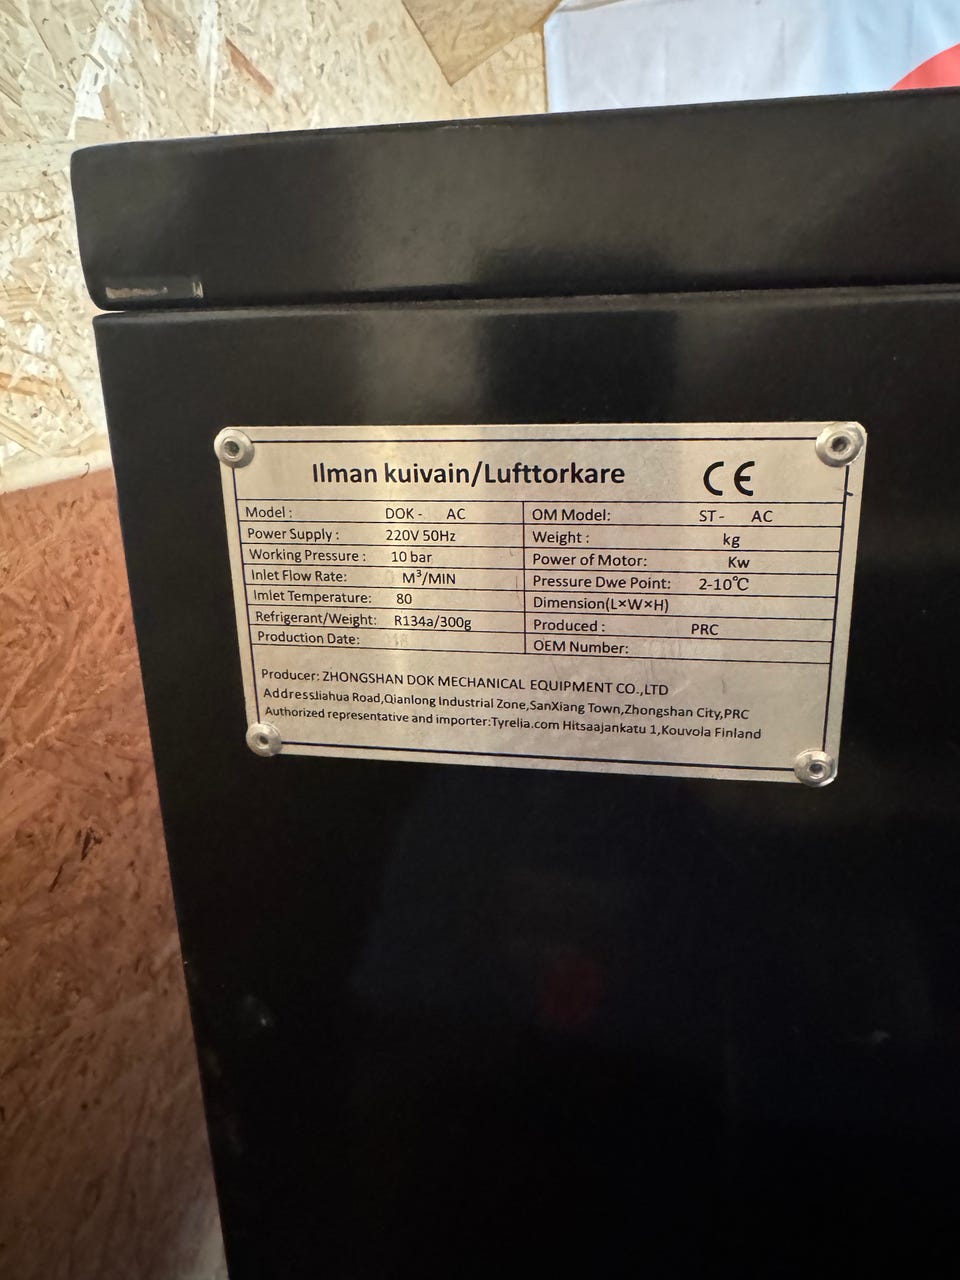 Ilman kuivain/Lufttorkare CE
Model : DOK - AC OM Model: ST - AC
Power Supply : 220V 50Hz Weight : kg
Working Pressure : 10 bar Power of Motor: Kw
Inlet Flow Rate: M³/MIN Pressure Dwe Point: 2-10℃
Imlet Temperature: 80 Dimension(L×W×H)
Refrigerant/Weight: R134a/300g Produced : PRC
Production Date: OEM Number:
Producer: ZHONGSHAN DOK MECHANICAL EQUIPMENT CO.,LTD
AddressJiahua Road,Qianlong Industrial Zone,SanXiang Town,Zhongshan City,PRC
Authorized representative and importer:Tyrelia.com Hitsaajankatu 1,Kouvola Finland